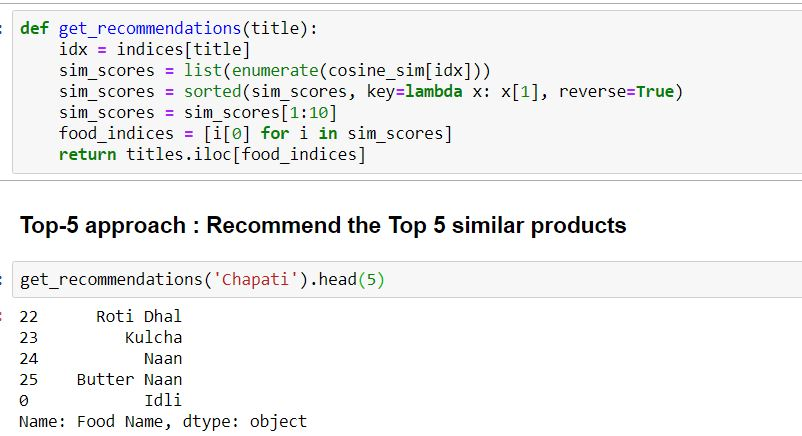 def get_recommendations(title):
    idx = indices[title]
    sim_scores = list(enumerate(cosine_sim[idx]))
    sim_scores = sorted(sim_scores, key=lambda x: x[1], reverse=True)
    sim_scores = sim_scores[1:10]
    food_indices = [i[0] for i in sim_scores]
    return titles.iloc[food_indices]
Top-5 approach : Recommend the Top 5 similar products
get_recommendations('Chapati').head(5)
22      Roti Dhal
23         Kulcha
24           Naan
25    Butter Naan
0            Idli
Name: Food Name, dtype: object